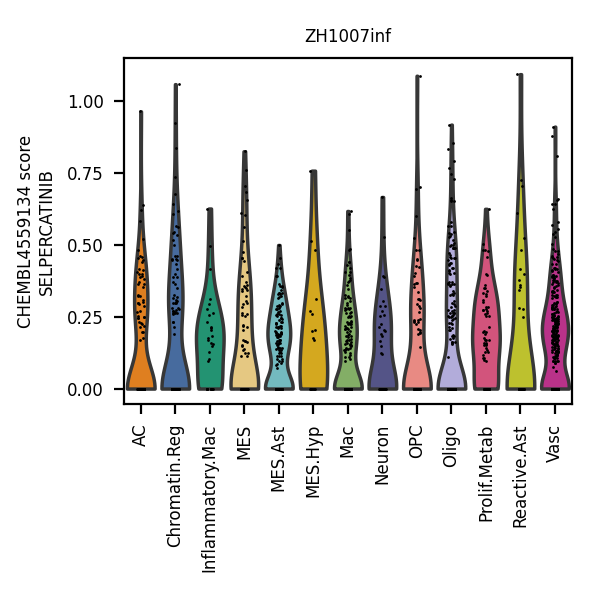 ZH1007inf
CHEMBL4559134 score
SELPERCATINIB
1.00
0.75
0.50
0.25
0.00
AC
Chromatin.Reg
Inflammatory.Mac
MES
MES.Ast
MES.Hyp
Mac
Neuron
OPC
Oligo
Prolif.Metab
Reactive.Ast
Vasc